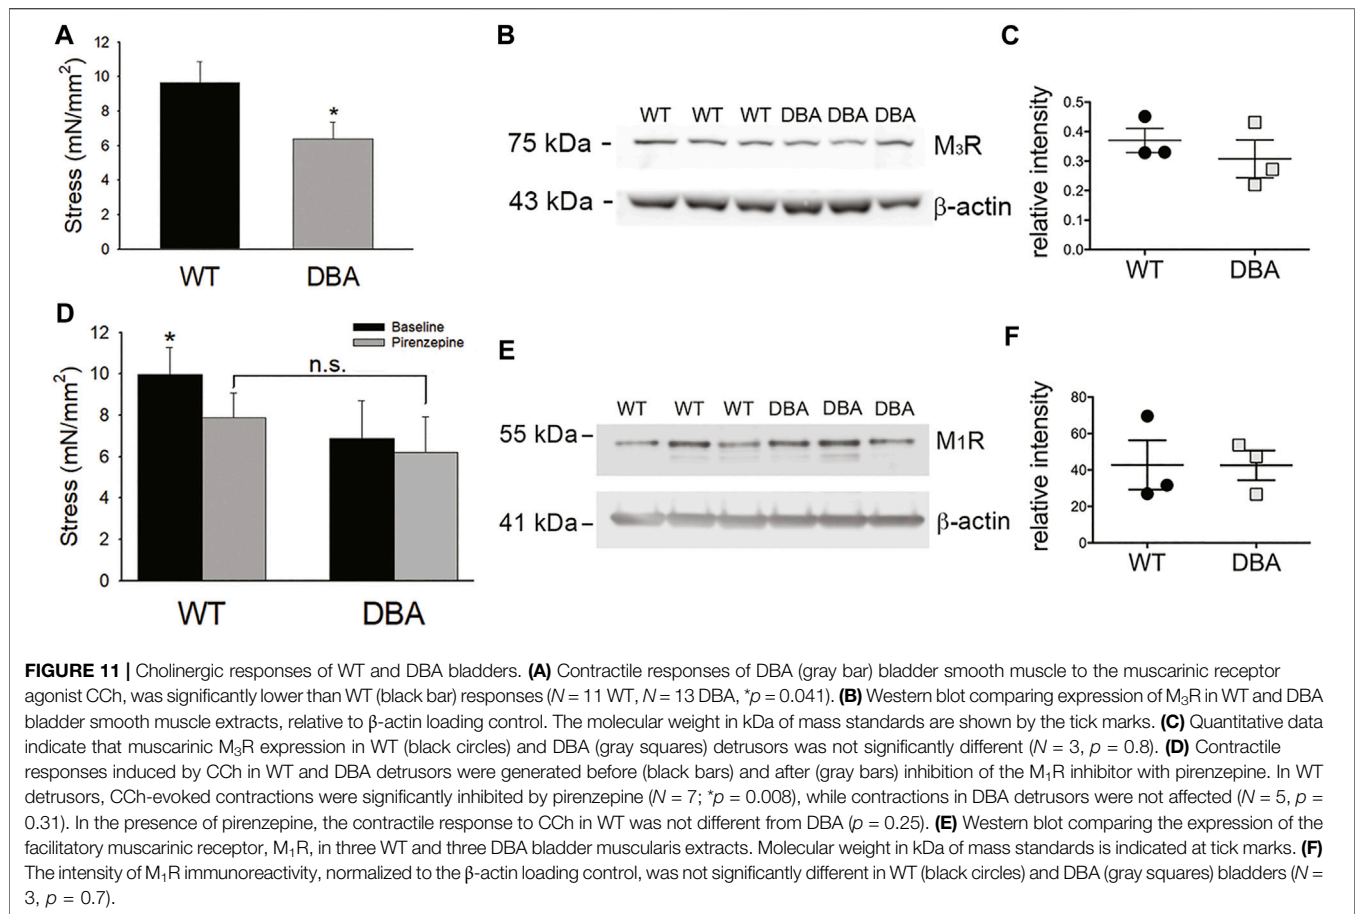 A
Stress (mN/mm²)
12
10
8
6
4
2
0
*
WT DBA
B
WT WT WT DBA DBA DBA
75 kDa - M₃R
43 kDa - β-actin
C
relative intensity
0.5
0.4
0.3
0.2
0.1
0.0
WT DBA
D
Stress (mN/mm²)
12
10
8
6
4
2
0
*
Baseline
Pirenzepine
n.s.
WT DBA
E
WT WT WT DBA DBA DBA
55 kDa – M1R
41 kDa – β-actin
F
relative intensity
80
60
40
20
0
WT DBA
FIGURE 11 | Cholinergic responses of WT and DBA bladders. (A) Contractile responses of DBA (gray bar) bladder smooth muscle to the muscarinic receptor
agonist CCh, was significantly lower than WT (black bar) responses (N = 11 WT, N = 13 DBA, *p = 0.041). (B) Western blot comparing expression of M₃R in WT and DBA
bladder smooth muscle extracts, relative to β-actin loading control. The molecular weight in kDa of mass standards are shown by the tick marks. (C) Quantitative data
indicate that muscarinic M₃R expression in WT (black circles) and DBA (gray squares) detrusors was not significantly different (N = 3, p = 0.8). (D) Contractile
responses induced by CCh in WT and DBA detrusors were generated before (black bars) and after (gray bars) inhibition of the M₁R inhibitor with pirenzepine. In WT
detrusors, CCh-evoked contractions were significantly inhibited by pirenzepine (N = 7; *p = 0.008), while contractions in DBA detrusors were not affected (N = 5, p =
0.31). In the presence of pirenzepine, the contractile response to CCh in WT was not different from DBA (p = 0.25). (E) Western blot comparing the expression of the
facilitatory muscarinic receptor, M₁R, in three WT and three DBA bladder muscularis extracts. Molecular weight in kDa of mass standards is indicated at tick marks. (F)
The intensity of M₁R immunoreactivity, normalized to the β-actin loading control, was not significantly different in WT (black circles) and DBA (gray squares) bladders (N =
3, p = 0.7).